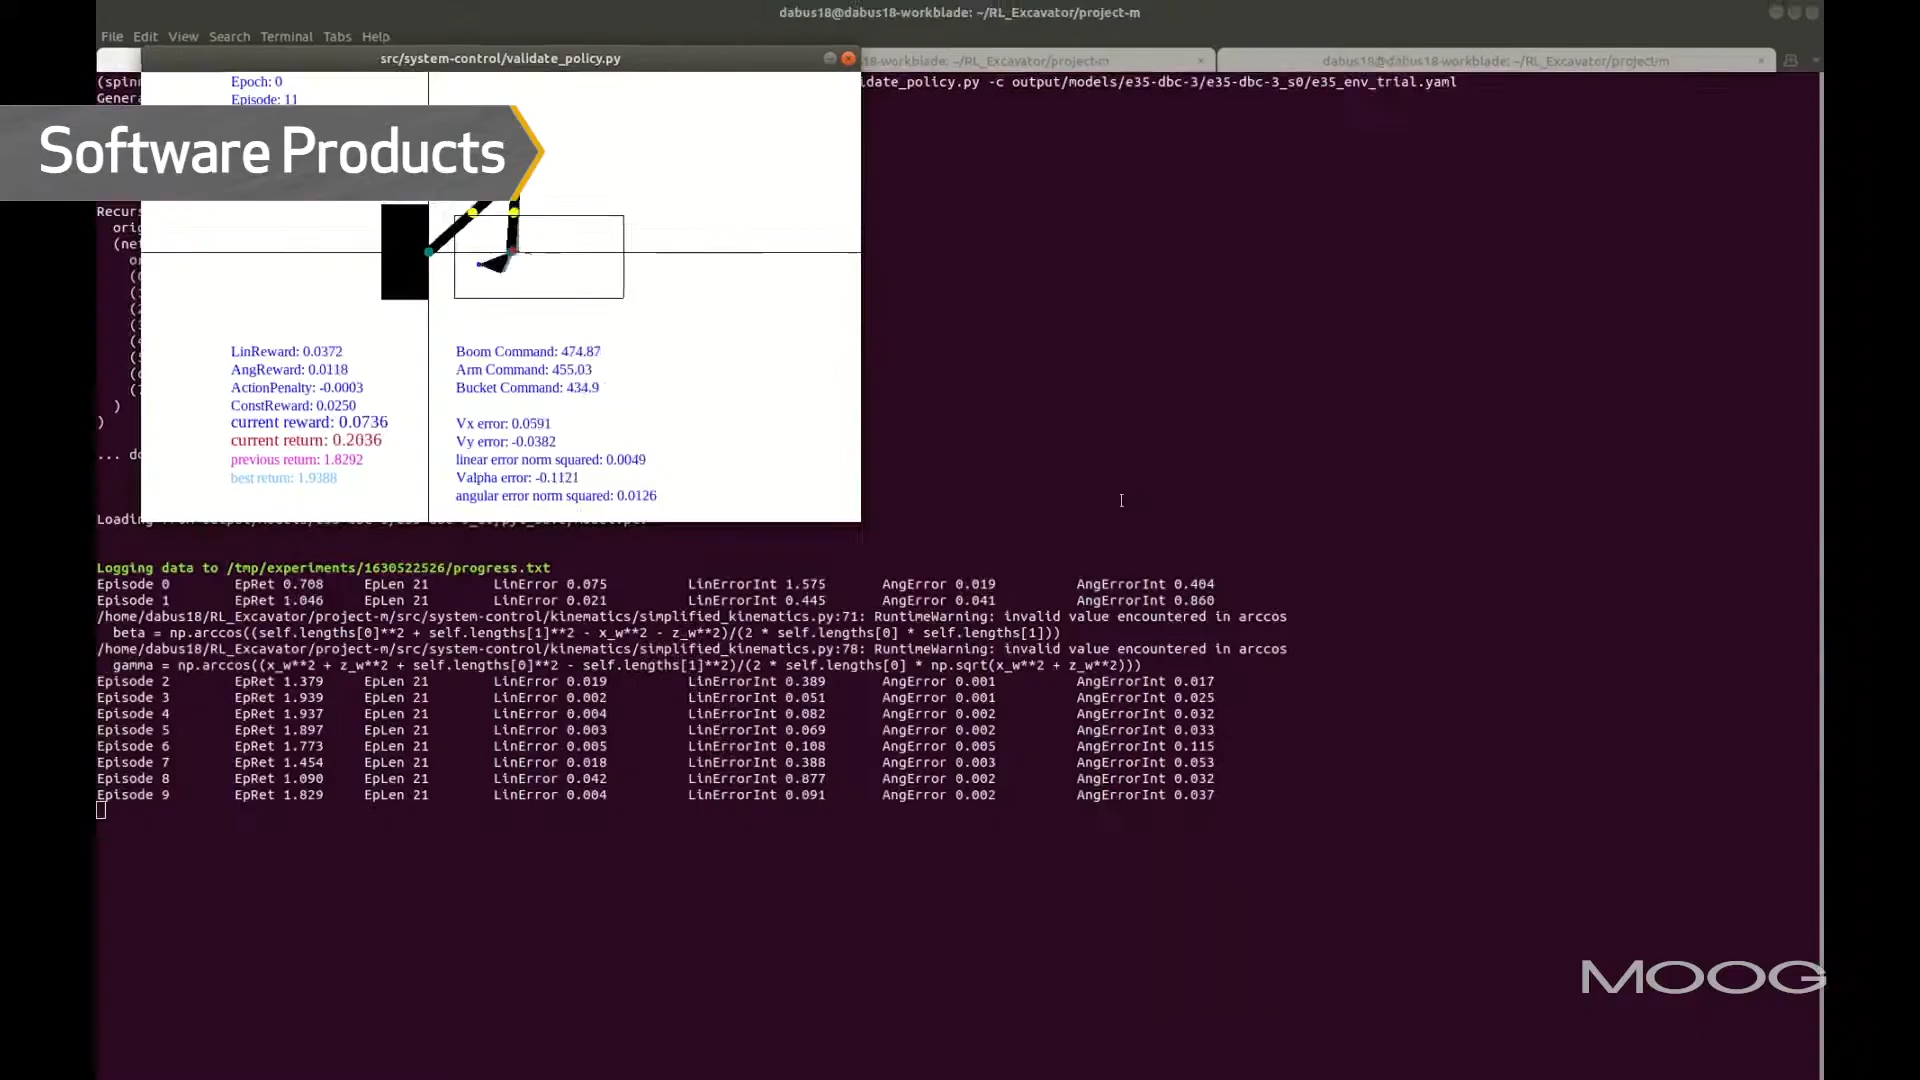 dabus18@dabus18-workblade: ~/RL_Excavator/project-m
File Edit View Search Terminal Tabs Help
src/system-control/validate_policy.py
18-workblade: ~/RL_Excavator/project-m ×
dabus18@dabus18-workblade: ~/RL_Excavator/project-m ×
(spinn
idate_policy.py -c output/models/e35-dbc-3/e35-dbc-3_s0/e35_env_trial.yaml
Genera
Epoch: 0
Episode: 11
Software Products
Recurs
orig
(net
)
)
... do
LinReward: 0.0372
AngReward: 0.0118
ActionPenalty: -0.0003
ConstReward: 0.0250
current reward: 0.0736
current return: 0.2036
previous return: 1.8292
best return: 1.9388
Boom Command: 474.87
Arm Command: 455.03
Bucket Command: 434.9
Vx error: 0.0591
Vy error: -0.0382
linear error norm squared: 0.0049
Valpha error: -0.1121
angular error norm squared: 0.0126
Loading
Logging data to /tmp/experiments/1630522526/progress.txt
Episode 0 EpRet 0.708 EpLen 21 LinError 0.075 LinErrorInt 1.575 AngError 0.019 AngErrorInt 0.404
Episode 1 EpRet 1.046 EpLen 21 LinError 0.021 LinErrorInt 0.445 AngError 0.041 AngErrorInt 0.860
/home/dabus18/RL_Excavator/project-m/src/system-control/kinematics/simplified_kinematics.py:71: RuntimeWarning: invalid value encountered in arccos
beta = np.arccos((self.lengths[0]**2 + self.lengths[1]**2 - x_w**2 - z_w**2)/(2 * self.lengths[0] * self.lengths[1]))
/home/dabus18/RL_Excavator/project-m/src/system-control/kinematics/simplified_kinematics.py:78: RuntimeWarning: invalid value encountered in arccos
gamma = np.arccos((x_w**2 + z_w**2 + self.lengths[0]**2 - self.lengths[1]**2)/(2 * self.lengths[0] * np.sqrt(x_w**2 + z_w**2)))
Episode 2 EpRet 1.379 EpLen 21 LinError 0.019 LinErrorInt 0.389 AngError 0.001 AngErrorInt 0.017
Episode 3 EpRet 1.939 EpLen 21 LinError 0.002 LinErrorInt 0.051 AngError 0.001 AngErrorInt 0.025
Episode 4 EpRet 1.937 EpLen 21 LinError 0.004 LinErrorInt 0.082 AngError 0.002 AngErrorInt 0.032
Episode 5 EpRet 1.897 EpLen 21 LinError 0.003 LinErrorInt 0.069 AngError 0.002 AngErrorInt 0.033
Episode 6 EpRet 1.773 EpLen 21 LinError 0.005 LinErrorInt 0.108 AngError 0.005 AngErrorInt 0.115
Episode 7 EpRet 1.454 EpLen 21 LinError 0.018 LinErrorInt 0.388 AngError 0.003 AngErrorInt 0.053
Episode 8 EpRet 1.090 EpLen 21 LinError 0.042 LinErrorInt 0.877 AngError 0.002 AngErrorInt 0.032
Episode 9 EpRet 1.829 EpLen 21 LinError 0.004 LinErrorInt 0.091 AngError 0.002 AngErrorInt 0.037
MOOG